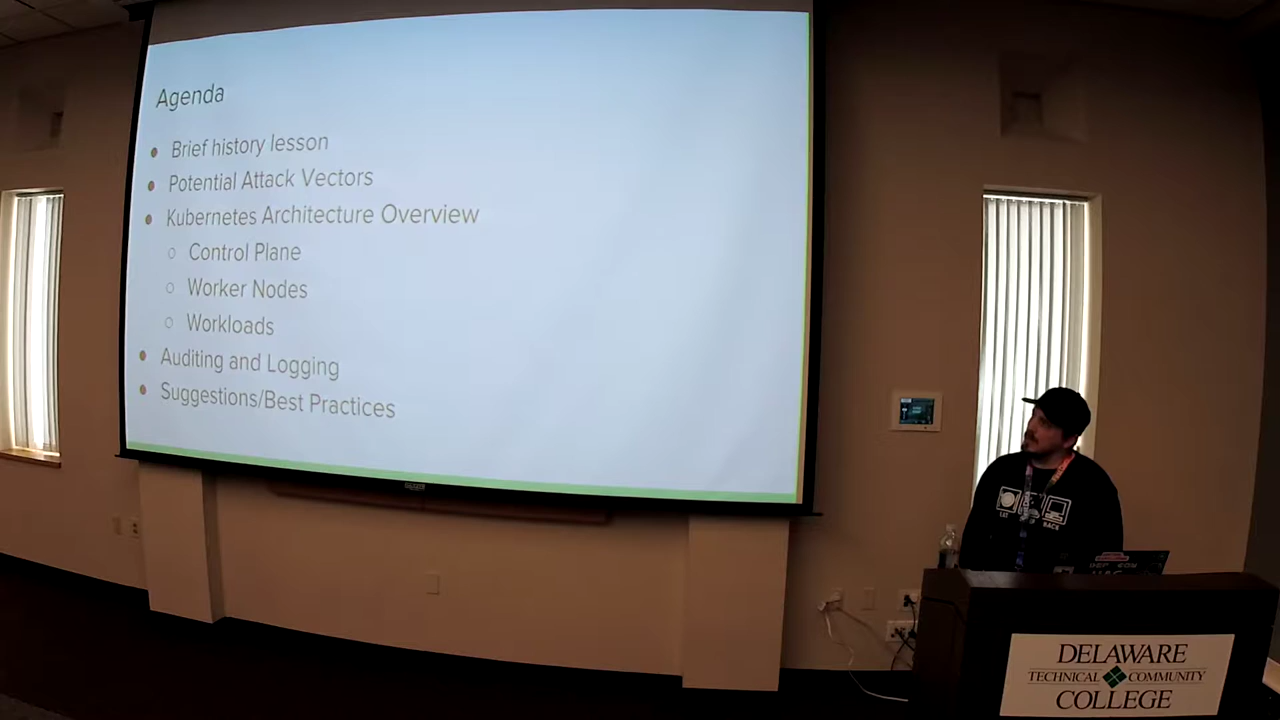 Agenda
Brief history lesson
Potential Attack Vectors
Kubernetes Architecture Overview
Control Plane
Worker Nodes
Workloads
Auditing and Logging
Suggestions/Best Practices
HACK
DELAWARE
TECHNICAL COMMUNITY
COLLEGE